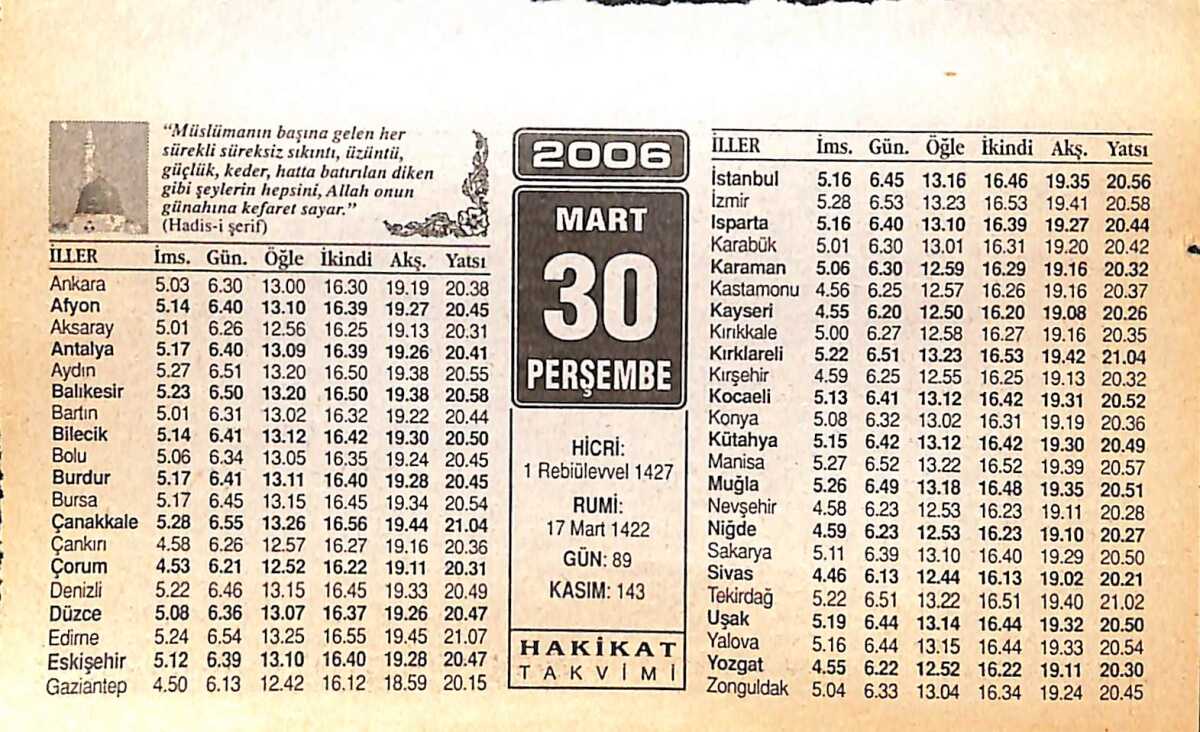 "Müslümanın başına gelen her
sürekli süreksiz sıkıntı, üzüntü,
güçlük, keder, hatta batırılan diken
gibi şeylerin hepsini, Allah onun
günahına kefaret sayar."
(Hadis-i şerif)
İLLER İms. Gün. Öğle İkindi Akş. Yatsı
Ankara 5.03 6.30 13.00 16.30 19.19 20.38
Afyon 5.14 6.40 13.10 16.39 19.27 20.45
Aksaray 5.01 6.26 12.56 16.25 19.13 20.31
Antalya 5.17 6.40 13.09 16.39 19.26 20.41
Aydın 5.27 6.51 13.20 16.50 19.38 20.55
Balıkesir 5.23 6.50 13.20 16.50 19.38 20.58
Bartın 5.01 6.31 13.02 16.32 19.22 20.44
Bilecik 5.14 6.41 13.12 16.42 19.30 20.50
Bolu 5.06 6.34 13.05 16.35 19.24 20.45
Burdur 5.17 6.41 13.11 16.40 19.28 20.45
Bursa 5.17 6.45 13.15 16.45 19.34 20.54
Çanakkale 5.28 6.55 13.26 16.56 19.44 21.04
Çankırı 4.58 6.26 12.57 16.27 19.16 20.36
Çorum 4.53 6.21 12.52 16.22 19.11 20.31
Denizli 5.22 6.46 13.15 16.45 19.33 20.49
Düzce 5.08 6.36 13.07 16.37 19.26 20.47
Edirne 5.24 6.54 13.25 16.55 19.45 21.07
Eskişehir 5.12 6.39 13.10 16.40 19.28 20.47
Gaziantep 4.50 6.13 12.42 16.12 18.59 20.15
2006
MART
30
PERŞEMBE
HİCRİ:
1 Rebiülevvel 1427
RUMİ:
17 Mart 1422
GÜN: 89
KASIM: 143
HAKİKAT
TAKVİMİ
İLLER İms. Gün. Öğle İkindi Akş. Yatsı
İstanbul 5.16 6.45 13.16 16.46 19.35 20.56
İzmir 5.28 6.53 13.23 16.53 19.41 20.58
Isparta 5.16 6.40 13.10 16.39 19.27 20.44
Karabük 5.01 6.30 13.01 16.31 19.20 20.42
Karaman 5.06 6.30 12.59 16.29 19.16 20.32
Kastamonu 4.56 6.25 12.57 16.26 19.16 20.37
Kayseri 4.55 6.20 12.50 16.20 19.08 20.26
Kırıkkale 5.00 6.27 12.58 16.27 19.16 20.35
Kırklareli 5.22 6.51 13.23 16.53 19.42 21.04
Kırşehir 4.59 6.25 12.55 16.25 19.13 20.32
Kocaeli 5.13 6.41 13.12 16.42 19.31 20.52
Konya 5.08 6.32 13.02 16.31 19.19 20.36
Kütahya 5.15 6.42 13.12 16.42 19.30 20.49
Manisa 5.27 6.52 13.22 16.52 19.39 20.57
Muğla 5.26 6.49 13.18 16.48 19.35 20.51
Nevşehir 4.58 6.23 12.53 16.23 19.11 20.28
Niğde 4.59 6.23 12.53 16.23 19.10 20.27
Sakarya 5.11 6.39 13.10 16.40 19.29 20.50
Sivas 4.46 6.13 12.44 16.13 19.02 20.21
Tekirdağ 5.22 6.51 13.22 16.51 19.40 21.02
Uşak 5.19 6.44 13.14 16.44 19.32 20.50
Yalova 5.16 6.44 13.15 16.44 19.33 20.54
Yozgat 4.55 6.22 12.52 16.22 19.11 20.30
Zonguldak 5.04 6.33 13.04 16.34 19.24 20.45